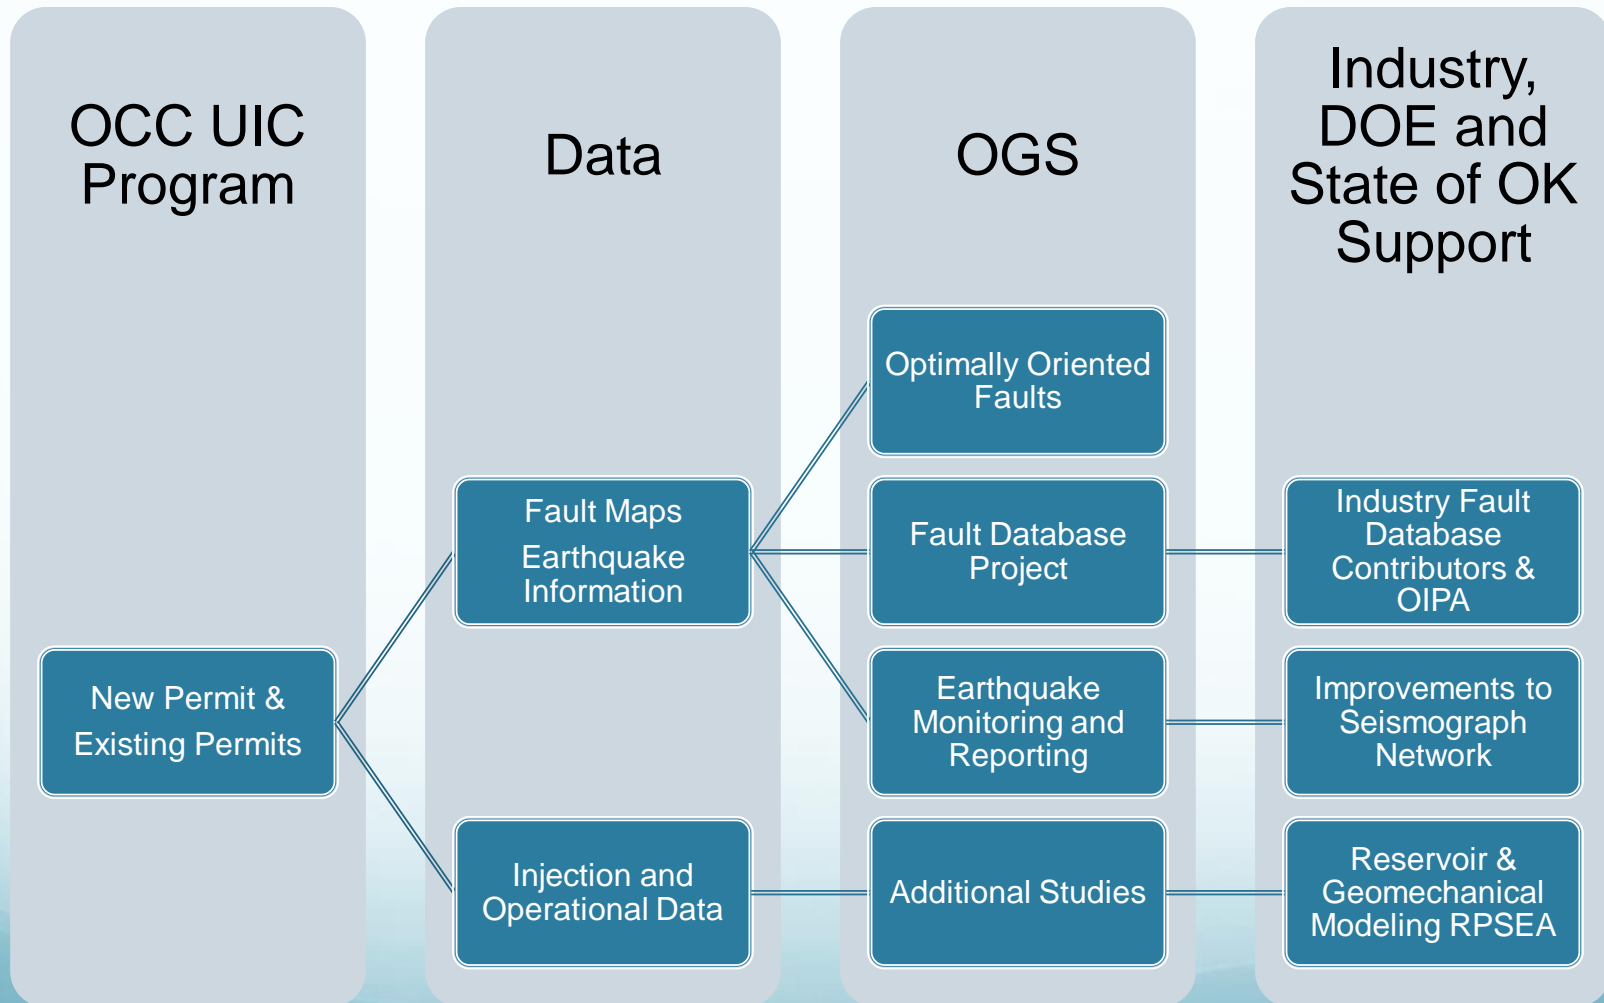 OCC UIC
Program
New Permit &
Existing Permits
Data
Fault Maps
Earthquake
Information
Injection and
Operational Data
OGS
Optimally Oriented
Faults
Fault Database
Project
Earthquake
Monitoring and
Reporting
Additional Studies
Industry,
DOE and
State of OK
Support
Industry Fault
Database
Contributors &
OIPA
Improvements to
Seismograph
Network
Reservoir &
Geomechanical
Modeling RPSEA